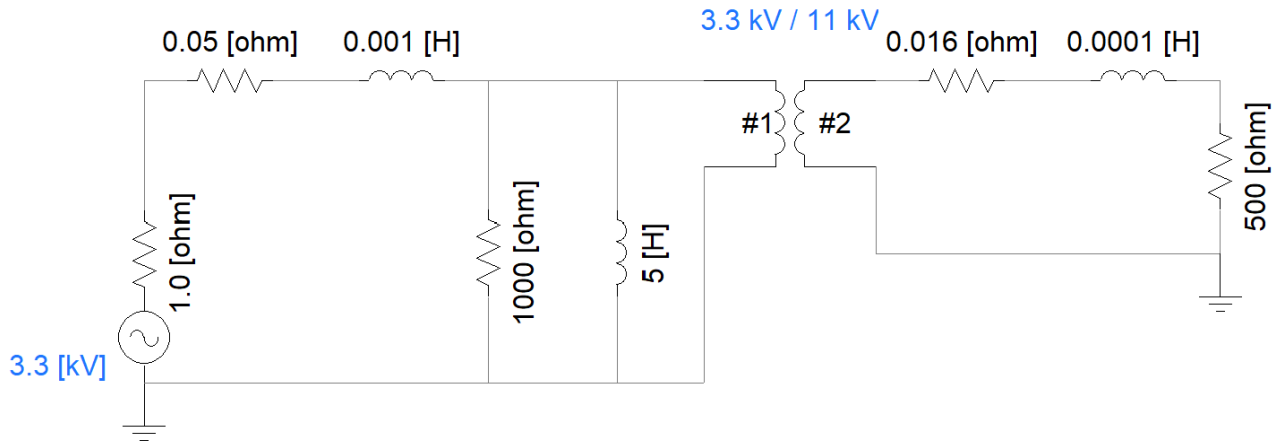 3.3 kV / 11 kV
0.05 [ohm]
0.001 [H]
0.016 [ohm]
0.0001 [H]
#1
#2
1.0 [ohm]
1000 [ohm]
5 [H]
500 [ohm]
3.3 [kV]